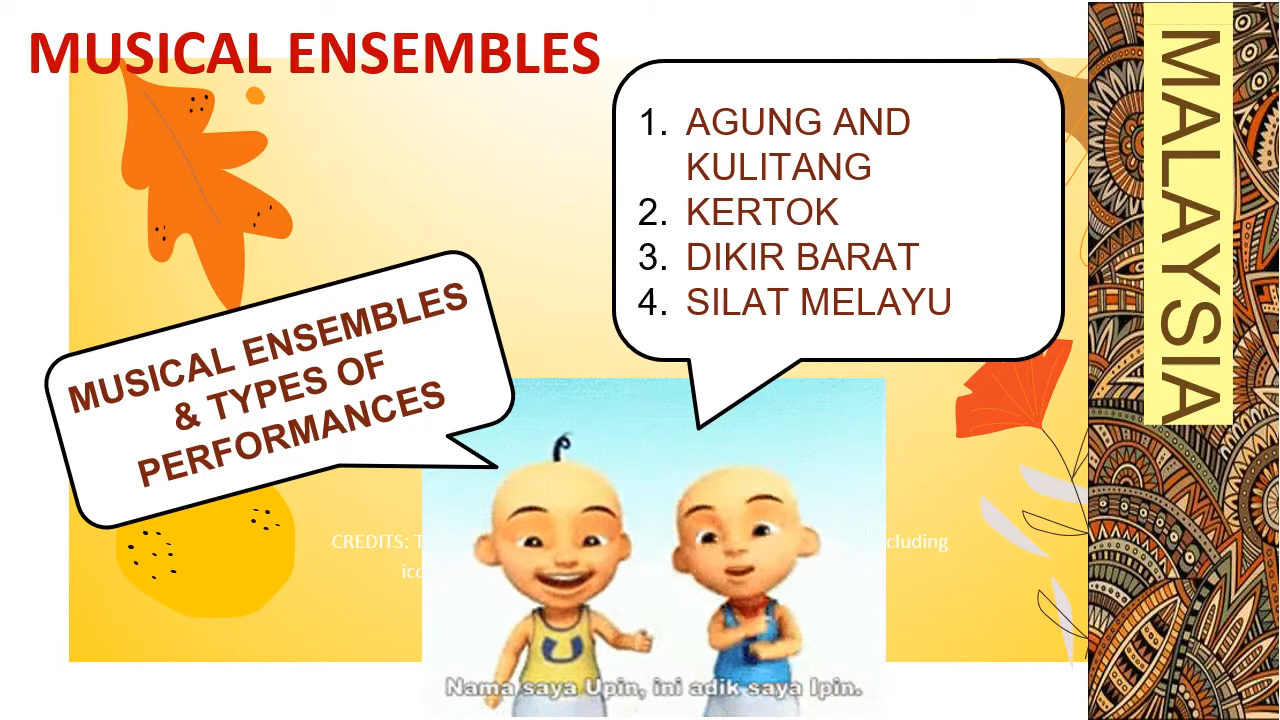 MUSICAL ENSEMBLES
1. AGUNG AND
KULITANG
2. KERTOK
3. DIKIR BARAT
4. SILAT MELAYU
MALAYSIA
MUSICAL ENSEMBLES
& TYPES OF
PERFORMANCES
CREDITS:
Nama saya Upin, ini adik saya Ipin.